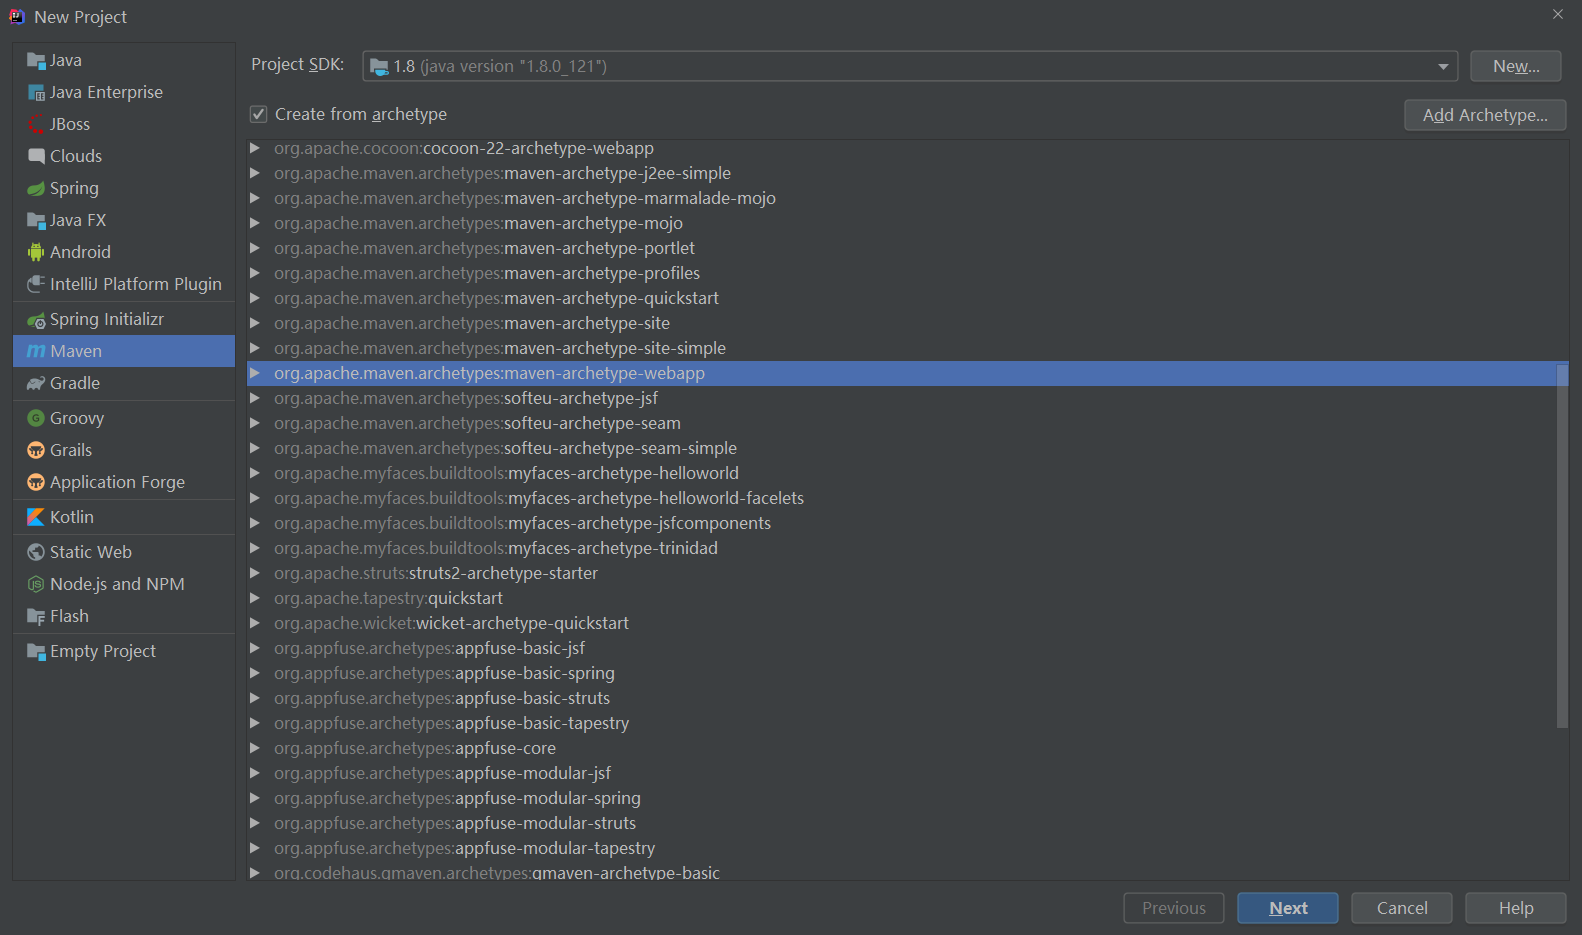 New Project
Java
Java Enterprise
JBoss
Clouds
Spring
Java FX
Android
IntelliJ Platform Plugin
Spring Initializr
Maven
Gradle
Groovy
Grails
Application Forge
Kotlin
Static Web
Node.js and NPM
Flash
Empty Project
Project SDK: 1.8 (java version "1.8.0_121") New...
Create from archetype Add Archetype...
org.apache.cocoon:cocoon-22-archetype-webapp
org.apache.maven.archetypes:maven-archetype-j2ee-simple
org.apache.maven.archetypes:maven-archetype-marmalade-mojo
org.apache.maven.archetypes:maven-archetype-mojo
org.apache.maven.archetypes:maven-archetype-portlet
org.apache.maven.archetypes:maven-archetype-profiles
org.apache.maven.archetypes:maven-archetype-quickstart
org.apache.maven.archetypes:maven-archetype-site
org.apache.maven.archetypes:maven-archetype-site-simple
org.apache.maven.archetypes:maven-archetype-webapp
org.apache.maven.archetypes:softeu-archetype-jsf
org.apache.maven.archetypes:softeu-archetype-seam
org.apache.maven.archetypes:softeu-archetype-seam-simple
org.apache.myfaces.buildtools:myfaces-archetype-helloworld
org.apache.myfaces.buildtools:myfaces-archetype-helloworld-facelets
org.apache.myfaces.buildtools:myfaces-archetype-jsfcomponents
org.apache.myfaces.buildtools:myfaces-archetype-trinidad
org.apache.struts:struts2-archetype-starter
org.apache.tapestry:quickstart
org.apache.wicket:wicket-archetype-quickstart
org.appfuse.archetypes:appfuse-basic-jsf
org.appfuse.archetypes:appfuse-basic-spring
org.appfuse.archetypes:appfuse-basic-struts
org.appfuse.archetypes:appfuse-basic-tapestry
org.appfuse.archetypes:appfuse-core
org.appfuse.archetypes:appfuse-modular-jsf
org.appfuse.archetypes:appfuse-modular-spring
org.appfuse.archetypes:appfuse-modular-struts
org.appfuse.archetypes:appfuse-modular-tapestry
org.codehaus.gmaven.archetypes:gmaven-archetype-basic
Previous Next Cancel Help